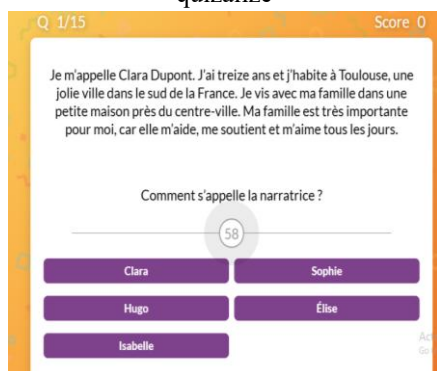 quizalize
Q 1/15
Score 0
Je m'appelle Clara Dupont. J'ai treize ans et j'habite à Toulouse, une
jolie ville dans le sud de la France. Je vis avec ma famille dans une
petite maison près du centre-ville. Ma famille est très importante
pour moi, car elle m'aide, me soutient et m'aime tous les jours.
Comment s'appelle la narratrice ?
58
Clara
Sophie
Hugo
Élise
Isabelle